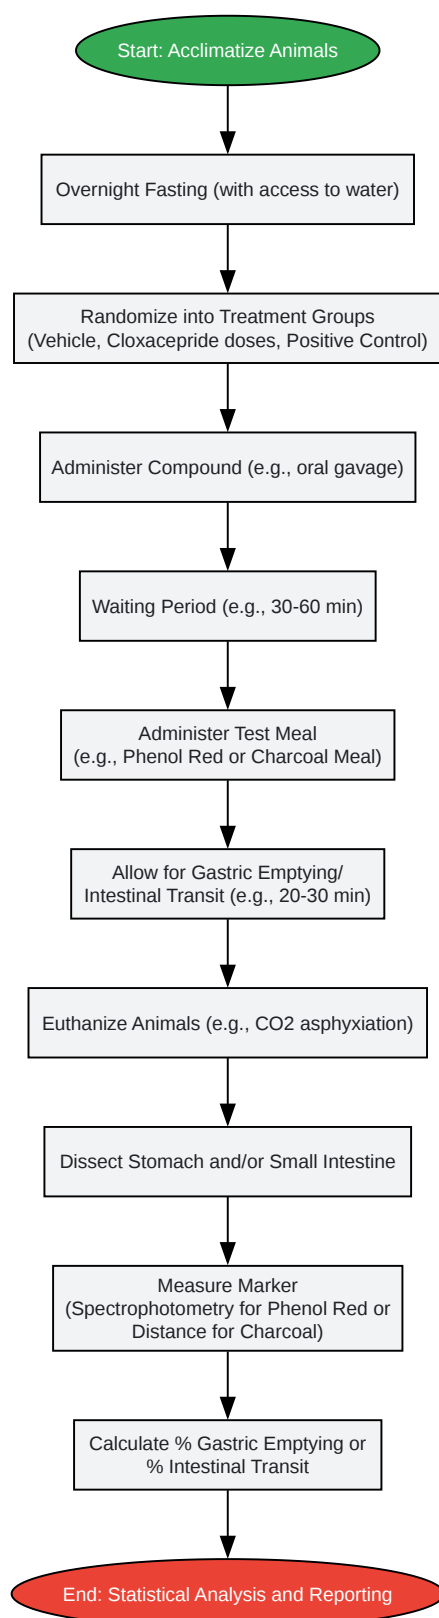 Start: Acclimatize Animals
Overnight Fasting (with access to water)
Randomize into Treatment Groups
(Vehicle, Cloxacepride doses, Positive Control)
Administer Compound (e.g., oral gavage)
Waiting Period (e.g., 30-60 min)
Administer Test Meal
(e.g., Phenol Red or Charcoal Meal)
Allow for Gastric Emptying/
Intestinal Transit (e.g., 20-30 min)
Euthanize Animals (e.g., CO2 asphyxiation)
Dissect Stomach and/or Small Intestine
Measure Marker
(Spectrophotometry for Phenol Red or
Distance for Charcoal)
Calculate % Gastric Emptying or
% Intestinal Transit
End: Statistical Analysis and Reporting